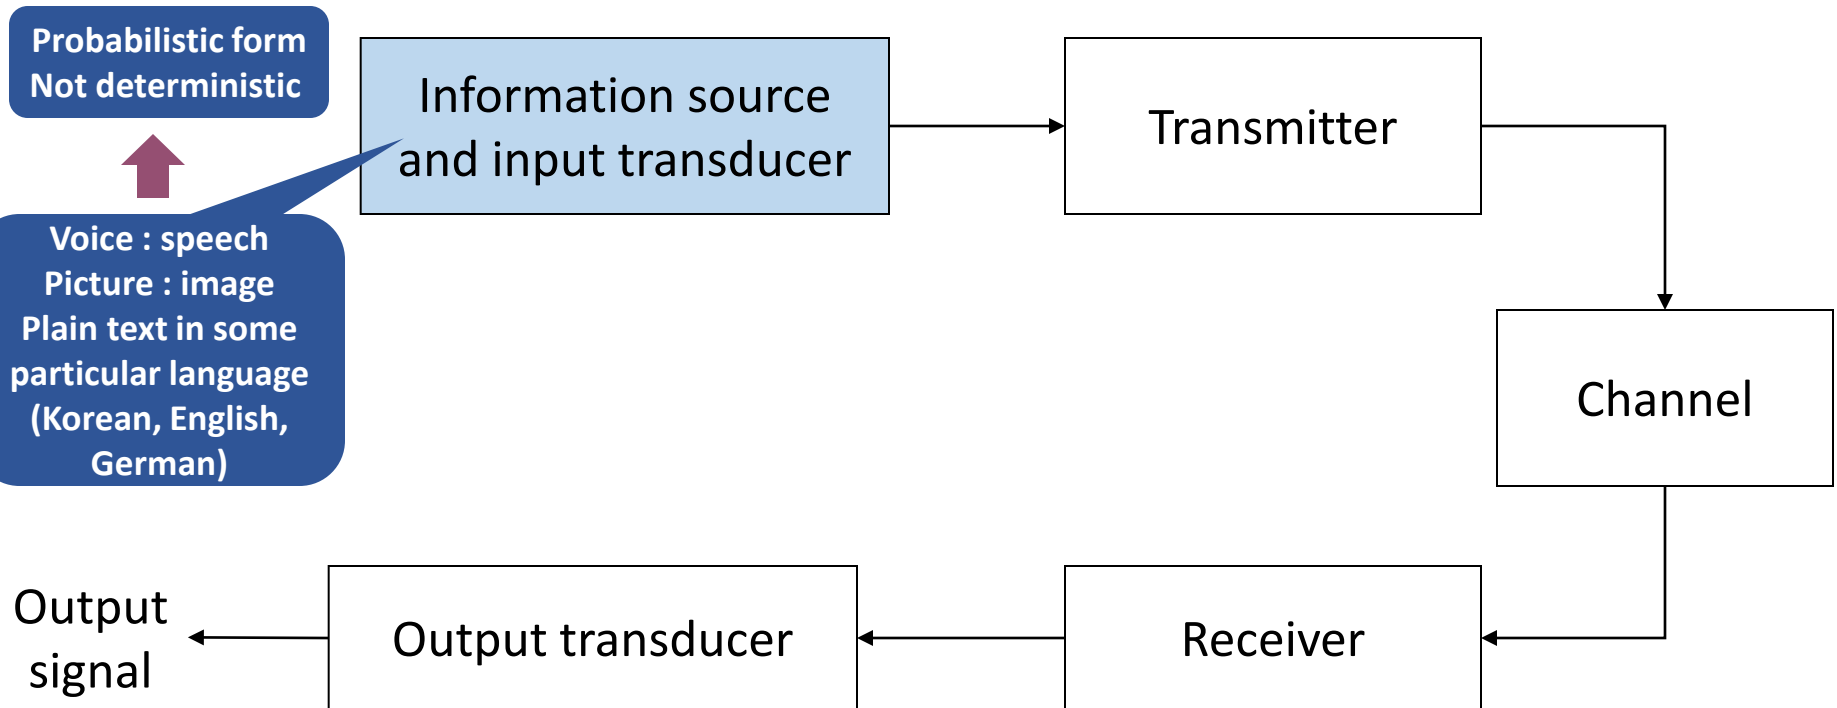 Probabilistic form
Not deterministic
Information source
and input transducer
Transmitter
Voice : speech
Picture : image
Plain text in some
particular language
(Korean, English,
German)
Channel
Output
signal
Output transducer
Receiver